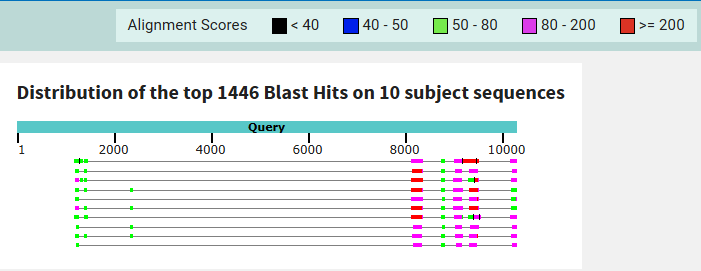 Alignment Scores < 40 40 - 50 50 - 80 80 - 200 >= 200
Distribution of the top 1446 Blast Hits on 10 subject sequences
Query
1 2000 4000 6000 8000 10000